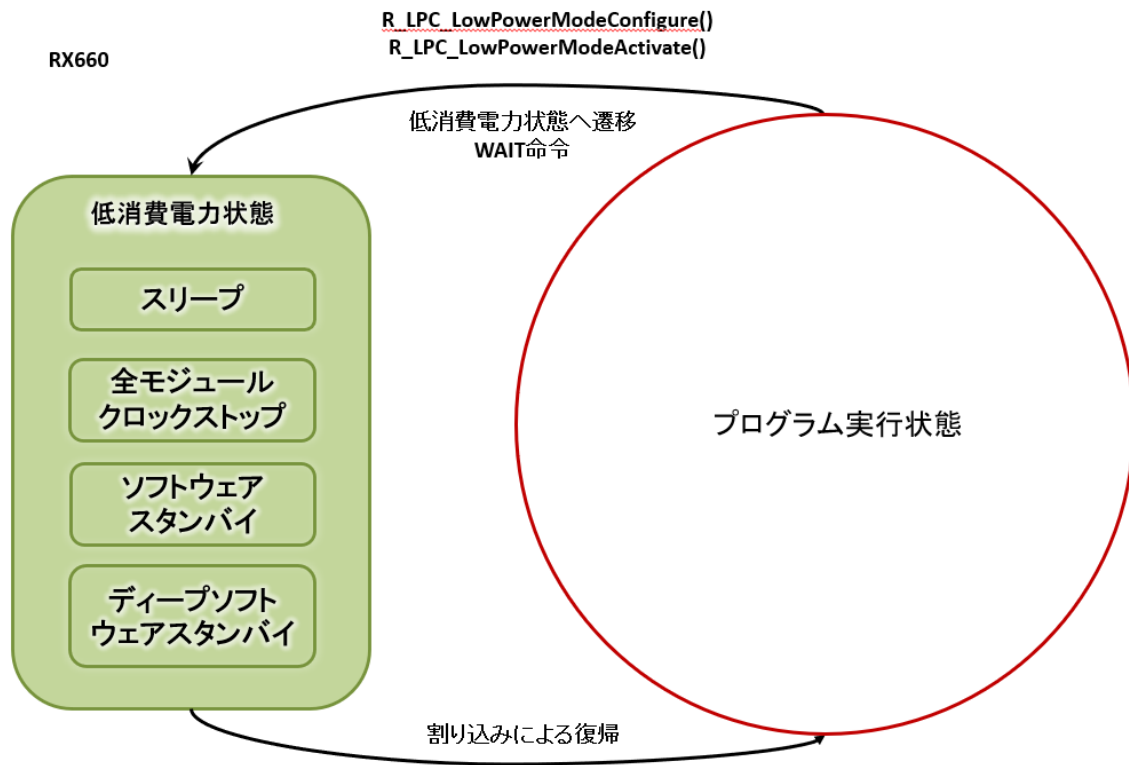 R_LPC_LowPowerModeConfigure()
R_LPC_LowPowerModeActivate()
RX660
低消費電力状態へ遷移
WAIT命令
低消費電力状態
スリープ
全モジュール
クロックストップ
ソフトウェア
スタンバイ
ディープソフト
ウェアスタンバイ
プログラム実行状態
割り込みによる復帰